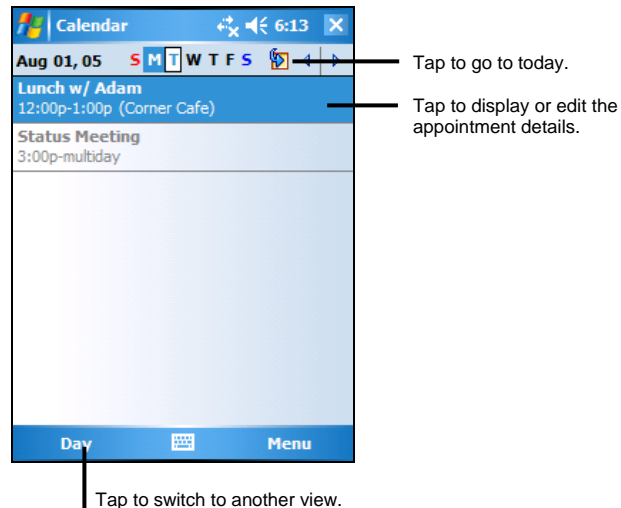 Calendar 6:13
Aug 01, 05 S M T W T F S
Tap to go to today.
Lunch w/ Adam
12:00p-1:00p (Corner Cafe)
Tap to display or edit the
appointment details.
Status Meeting
3:00p-multiday
Day Menu
Tap to switch to another view.